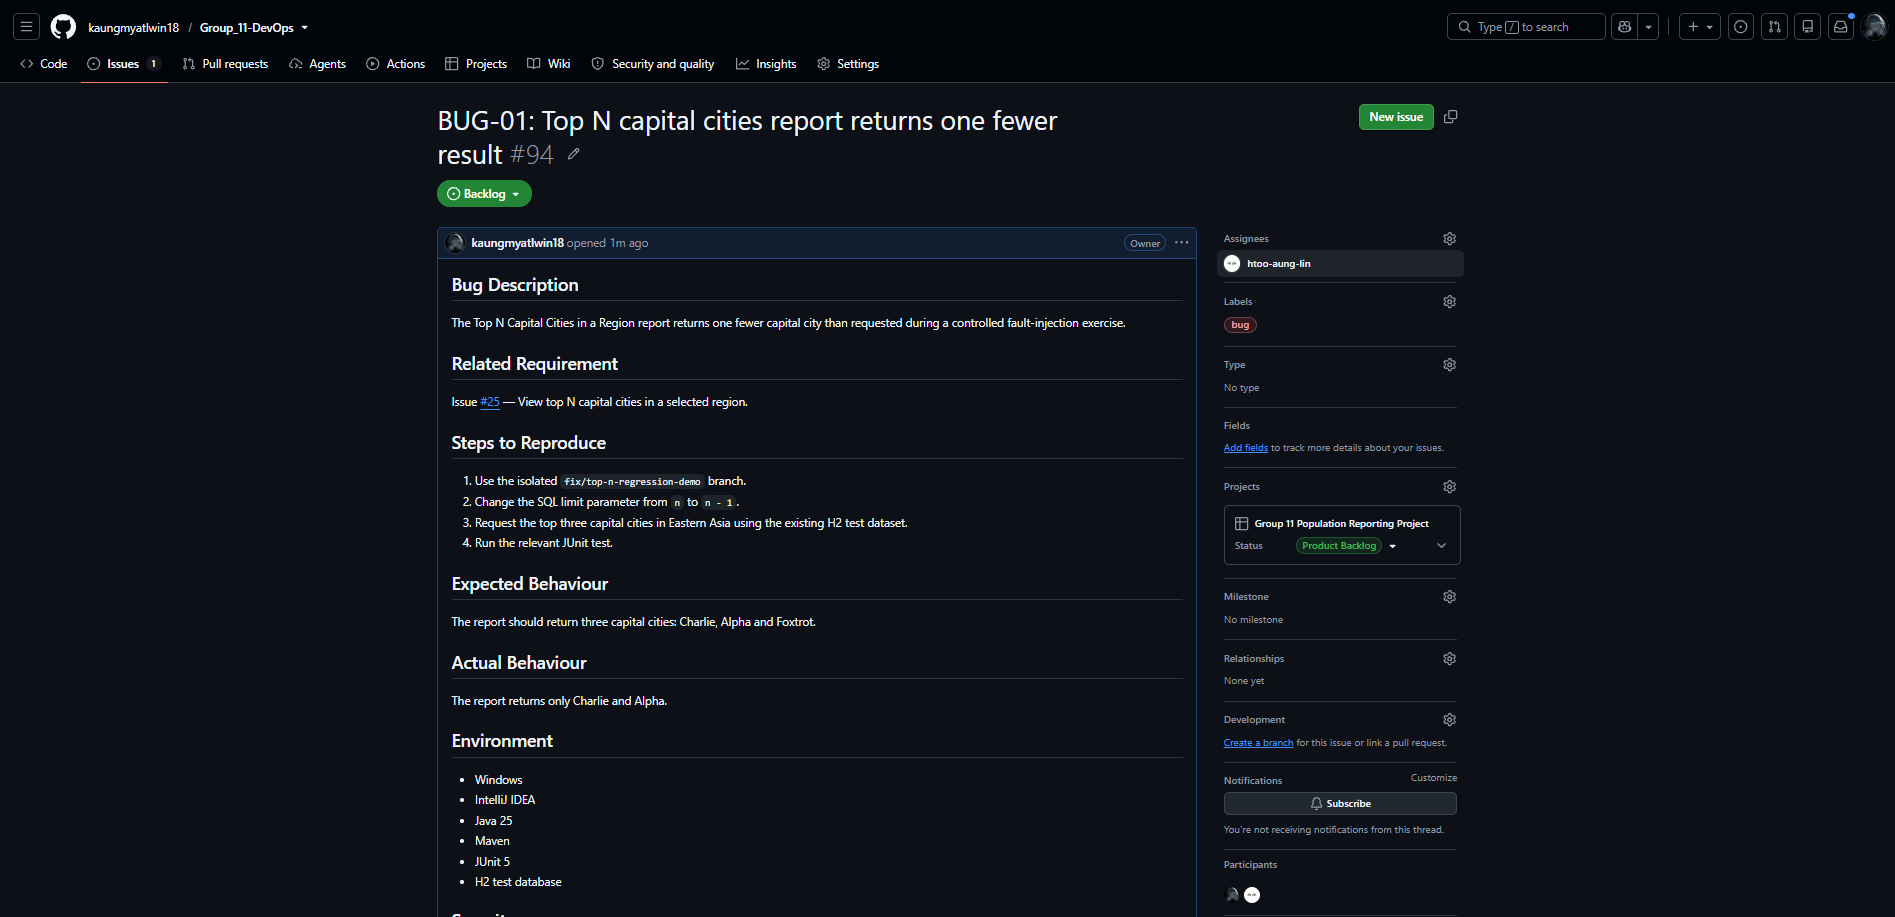 kaungmyatlwin18 / Group_11-DevOps
Type / to search
Code
Issues 1
Pull requests
Agents
Actions
Projects
Wiki
Security and quality
Insights
Settings
BUG-01: Top N capital cities report returns one fewer
result #94
New issue
Backlog
kaungmyatlwin18 opened 1m ago
Owner
Bug Description
The Top N Capital Cities in a Region report returns one fewer capital city than requested during a controlled fault-injection exercise.
Related Requirement
Issue #25 — View top N capital cities in a selected region.
Steps to Reproduce
1. Use the isolated fix/top-n-regression-demo branch.
2. Change the SQL limit parameter from n to n - 1.
3. Request the top three capital cities in Eastern Asia using the existing H2 test dataset.
4. Run the relevant JUnit test.
Expected Behaviour
The report should return three capital cities: Charlie, Alpha and Foxtrot.
Actual Behaviour
The report returns only Charlie and Alpha.
Environment
• Windows
• IntelliJ IDEA
• Java 25
• Maven
• JUnit 5
• H2 test database
Assignees
htoo-aung-lin
Labels
bug
Type
No type
Fields
Add fields to track more details about your issues.
Projects
Group 11 Population Reporting Project
Status Product Backlog
Milestone
No milestone
Relationships
None yet
Development
Create a branch for this issue or link a pull request.
Notifications Customize
Subscribe
You're not receiving notifications from this thread.
Participants